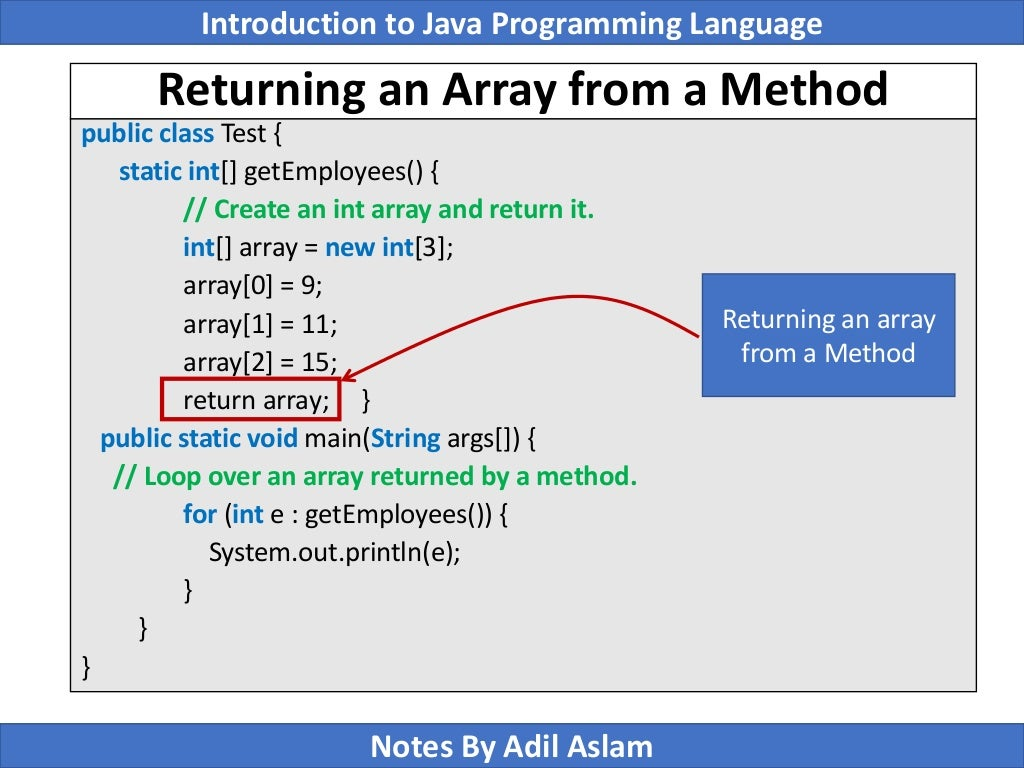 Introduction to Java Programming Language
Returning an Array from a Method
public class Test {
static int[] getEmployees() {
// Create an int array and return it.
int[] array = new int[3];
array[0] = 9;
array[1] = 11;
array[2] = 15;
return array; }
Returning an array
from a Method
public static void main(String args[]) {
// Loop over an array returned by a method.
for (int e : getEmployees()) {
System.out.println(e);
}
}
}
Notes By Adil Aslam